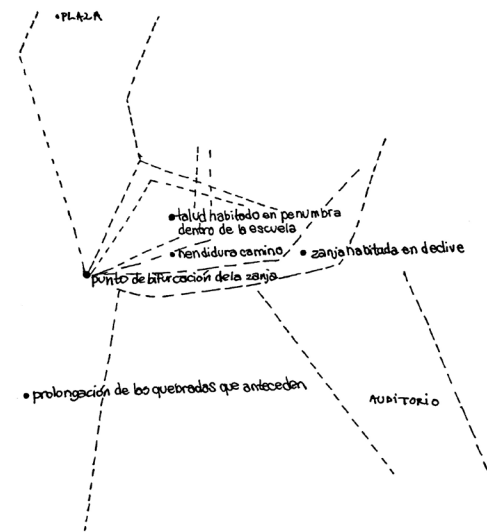 •PLAZA
•talud habitado en penumbra
dentro de la escuela
•hendidura camino
• zanja habitada en declive
punto de bifurcación de la zanja
• prolongación de las quebradas que anteceden
AUDITORIO